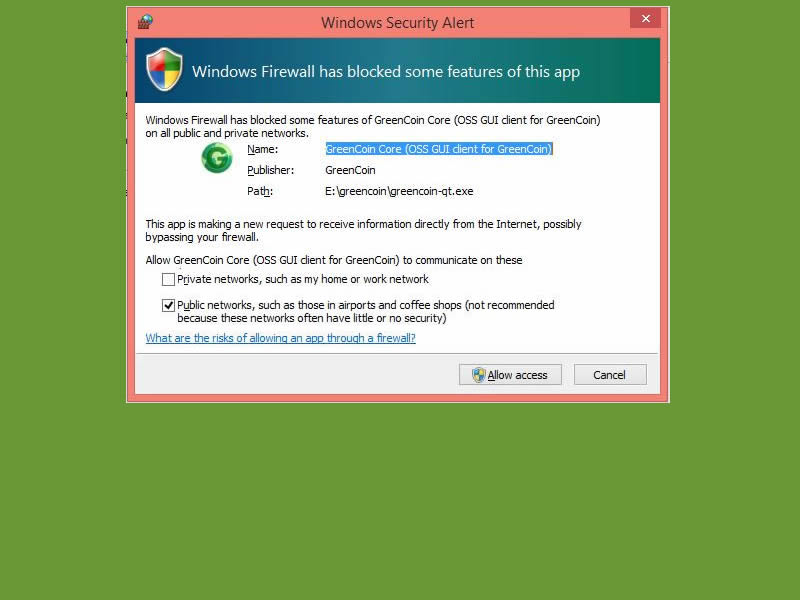 Windows Security Alert
Windows Firewall has blocked some features of this app
Windows Firewall has blocked some features of GreenCoin Core (OSS GUI client for GreenCoin)
on all public and private networks.
G
Name: GreenCoin Core (OSS GUI client for GreenCoin)
Publisher: GreenCoin
Path: E:\greencoin\greencoin-qt.exe
This app is making a new request to receive information directly from the Internet, possibly
bypassing your firewall.
Allow GreenCoin Core (OSS GUI client for GreenCoin) to communicate on these
Private networks, such as my home or work network
Public networks, such as those in airports and coffee shops (not recommended
because these networks often have little or no security)
What are the risks of allowing an app through a firewall?
Allow access Cancel